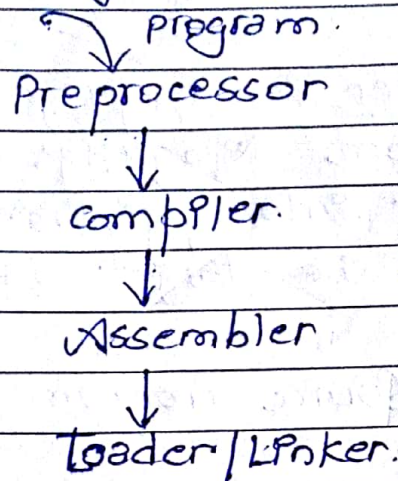 program.
Preprocessor
compiler.
Assembler
Loader/Linker.